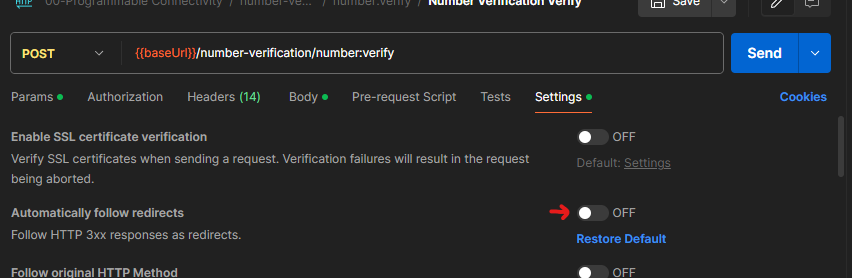 HTTP 00-Programmable Connectivity / number-ve... / number:verify / Number Verification Verify Save
POST {{baseUrl}}/number-verification/number:verify Send
Params Authorization Headers (14) Body Pre-request Script Tests Settings Cookies
Enable SSL certificate verification OFF
Verify SSL certificates when sending a request. Verification failures will result in the request Default: Settings
being aborted.
Automatically follow redirects OFF
Follow HTTP 3xx responses as redirects. Restore Default
Follow original HTTP Method OFF